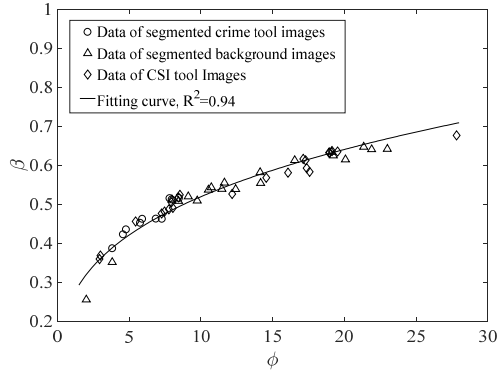 1
0.9
0.8
0.7
0.6
0.5
0.4
0.3
0.2
β
Data of segmented crime tool images
Data of segmented background images
Data of CSI tool Images
Fitting curve, R²=0.94
0 5 10 15 20 25 30
ϕ